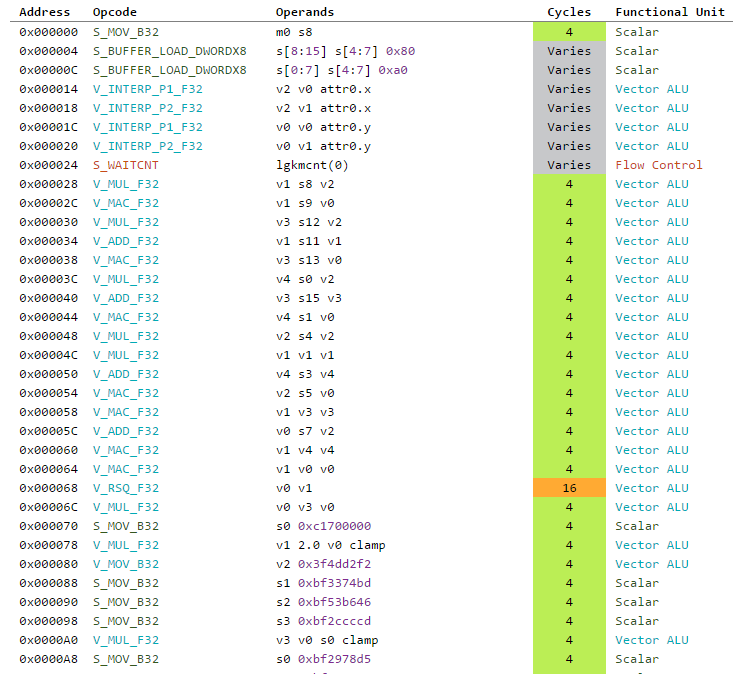 Address Opcode Operands Cycles Functional Unit
0x000000 S_MOV_B32 m0 s8 4 Scalar
0x000004 S_BUFFER_LOAD_DWORDX8 s[8:15] s[4:7] 0x80 Varies Scalar
0x00000C S_BUFFER_LOAD_DWORDX8 s[0:7] s[4:7] 0xa0 Varies Scalar
0x000014 V_INTERP_P1_F32 v2 v0 attr0.x Varies Vector ALU
0x000018 V_INTERP_P2_F32 v2 v1 attr0.x Varies Vector ALU
0x00001C V_INTERP_P1_F32 v0 v0 attr0.y Varies Vector ALU
0x000020 V_INTERP_P2_F32 v0 v1 attr0.y Varies Vector ALU
0x000024 S_WAITCNT lgkmcnt(0) Varies Flow Control
0x000028 V_MUL_F32 v1 s8 v2 4 Vector ALU
0x00002C V_MAC_F32 v1 s9 v0 4 Vector ALU
0x000030 V_MUL_F32 v3 s12 v2 4 Vector ALU
0x000034 V_ADD_F32 v1 s11 v1 4 Vector ALU
0x000038 V_MAC_F32 v3 s13 v0 4 Vector ALU
0x00003C V_MUL_F32 v4 s0 v2 4 Vector ALU
0x000040 V_ADD_F32 v3 s15 v3 4 Vector ALU
0x000044 V_MAC_F32 v4 s1 v0 4 Vector ALU
0x000048 V_MUL_F32 v2 s4 v2 4 Vector ALU
0x00004C V_MUL_F32 v1 v1 v1 4 Vector ALU
0x000050 V_ADD_F32 v4 s3 v4 4 Vector ALU
0x000054 V_MAC_F32 v2 s5 v0 4 Vector ALU
0x000058 V_MAC_F32 v1 v3 v3 4 Vector ALU
0x00005C V_ADD_F32 v0 s7 v2 4 Vector ALU
0x000060 V_MAC_F32 v1 v4 v4 4 Vector ALU
0x000064 V_MAC_F32 v1 v0 v0 4 Vector ALU
0x000068 V_RSQ_F32 v0 v1 16 Vector ALU
0x00006C V_MUL_F32 v0 v3 v0 4 Vector ALU
0x000070 S_MOV_B32 s0 0xc1700000 4 Scalar
0x000078 V_MUL_F32 v1 2.0 v0 clamp 4 Vector ALU
0x000080 V_MOV_B32 v2 0x3f4dd2f2 4 Vector ALU
0x000088 S_MOV_B32 s1 0xbf3374bd 4 Scalar
0x000090 S_MOV_B32 s2 0xbf53b646 4 Scalar
0x000098 S_MOV_B32 s3 0xbf2ccccd 4 Scalar
0x0000A0 V_MUL_F32 v3 v0 s0 clamp 4 Vector ALU
0x0000A8 S_MOV_B32 s0 0xbf2978d5 4 Scalar